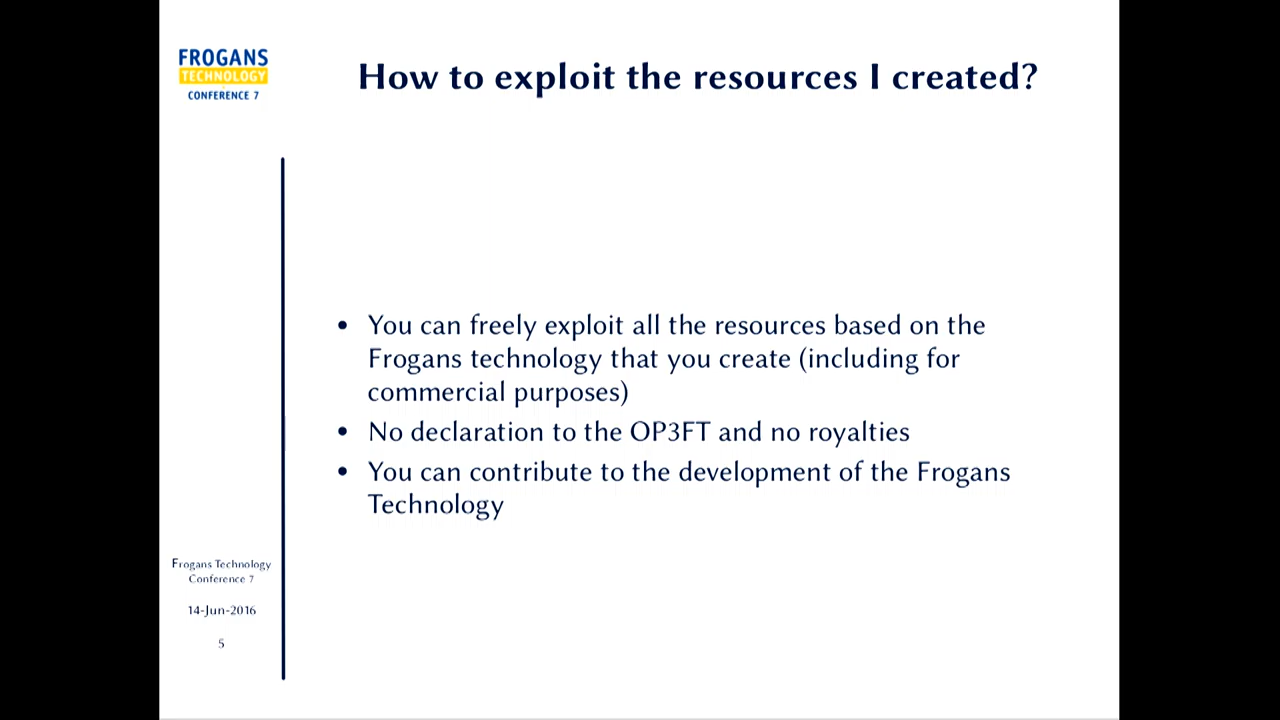 FROGANS
TECHNOLOGY
CONFERENCE 7
How to exploit the resources I created?
• You can freely exploit all the resources based on the
Frogans technology that you create (including for
commercial purposes)
• No declaration to the OP3FT and no royalties
• You can contribute to the development of the Frogans
Technology
Frogans Technology
Conference 7
14-Jun-2016
5